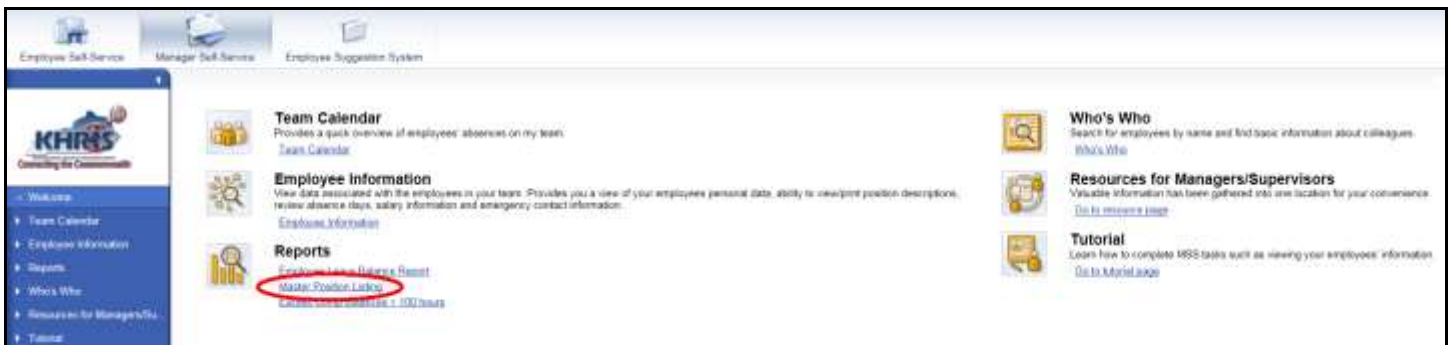 Employee Self-Service Manager Self-Service Employee Suggestion System
KHRIS
Connecting the Commonwealth
Welcome
Team Calendar
Employee Information
Reports
Who's Who
Resources for Managers/Su...
Tutorial
Team Calendar
Provides a quick overview of employees' absences on my team.
Team Calendar
Employee Information
View data associated with the employees in your team. Provides you a view of your employees personal data, ability to view/print position descriptions,
review absence days, salary information and emergency contact information.
Employee Information
Reports
Employee Leave Balance Report
Master Position Listing
100 hours
Who's Who
Search for employees by name and find basic information about colleagues.
Who's Who
Resources for Managers/Supervisors
Valuable information has been gathered into one location for your convenience.
Go to resource page
Tutorial
Learn how to complete MSS tasks such as viewing your employees' information.
Go to tutorial page